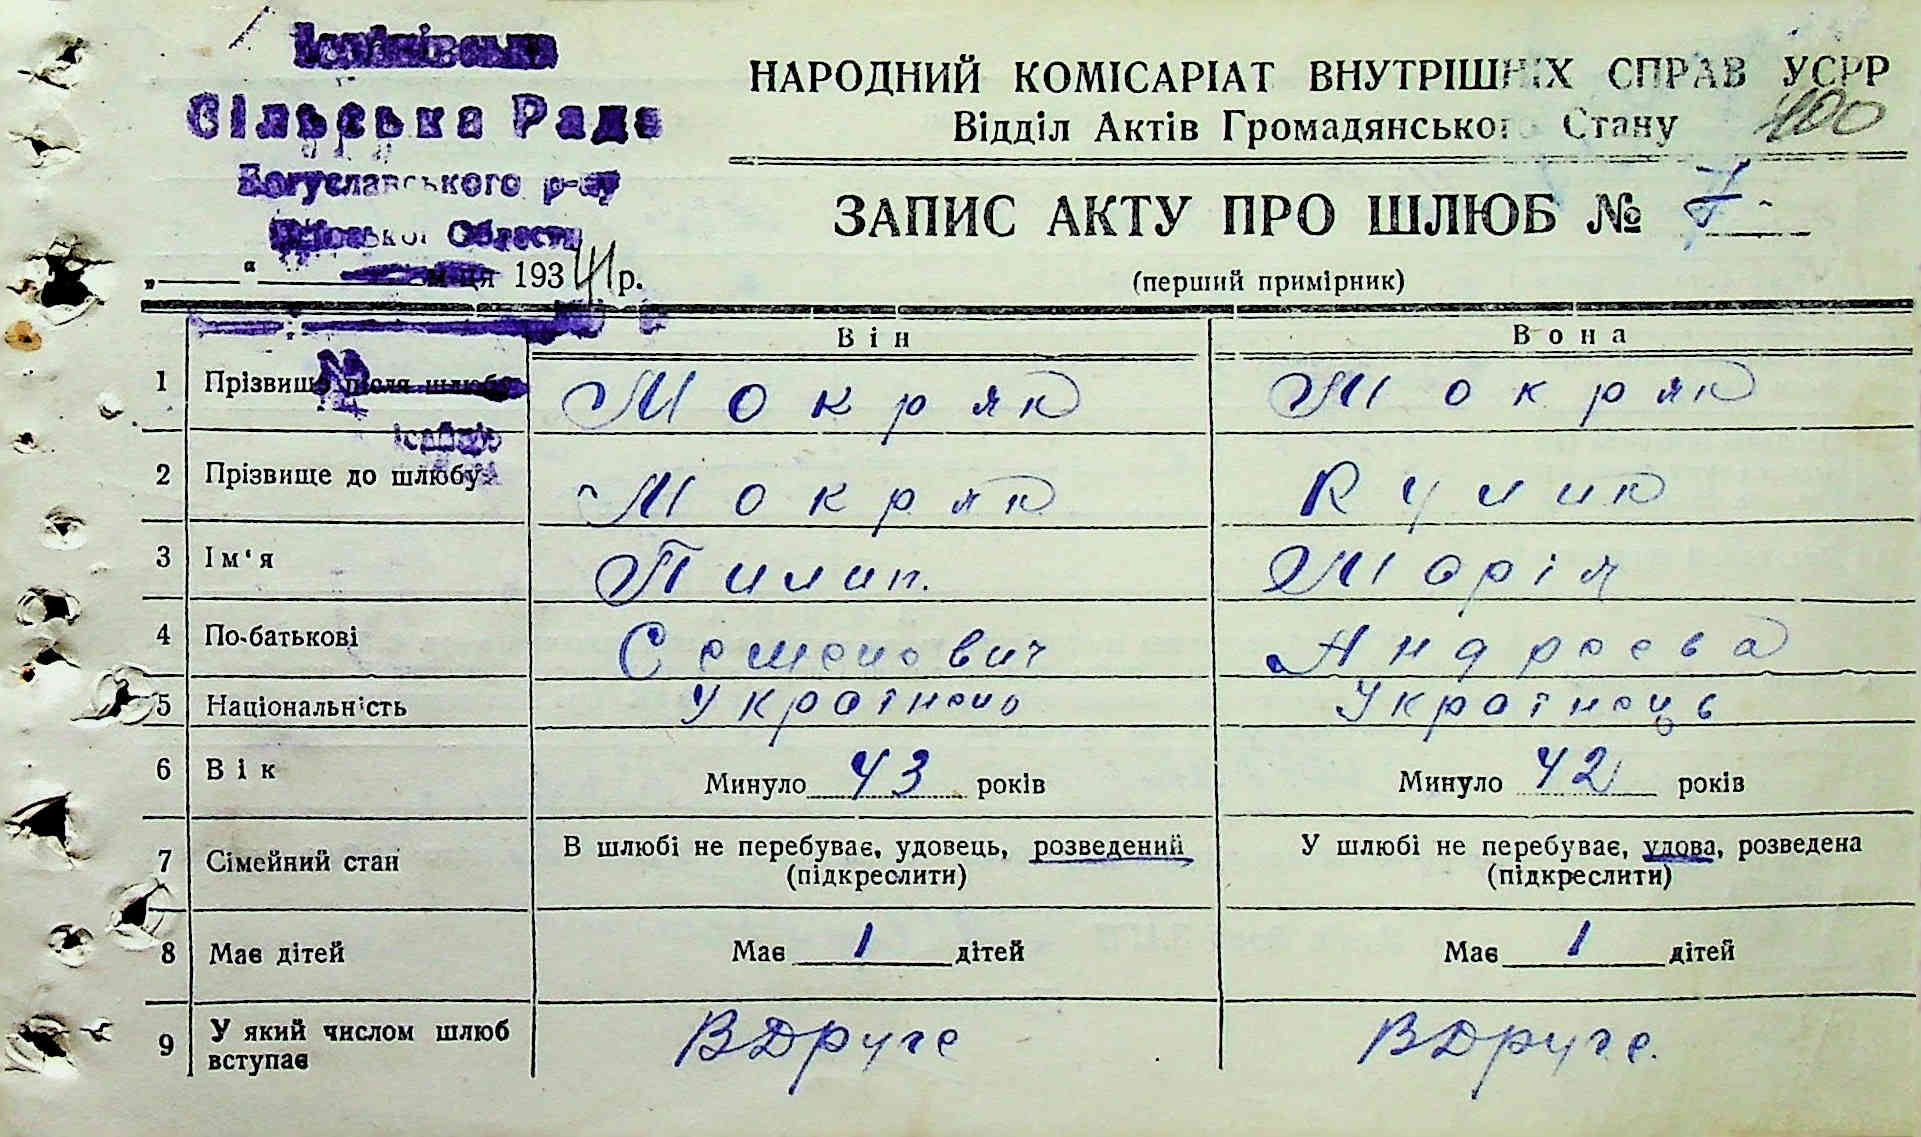 Сільська Рада
Богуславського р-ну
Області
НАРОДНИЙ КОМІСАРІАТ ВНУТРІШНІХ СПРАВ УСРР
Відділ Актів Громадянського Стану
100
ЗАПИС АКТУ ПРО ШЛЮБ № 7
(перший примірник)
„ “ м-ця 19341 р.
Він Вона
1 Прізвище після шлюбу Мокряк Мокряк
2 Прізвище до шлюбу Мокряк Кулик
3 Ім‘я Пилип. Марія
4 По-батькові Семенович Андреева
5 Національність Українець Українець
6 Вік Минуло 43 років Минуло 42 років
7 Сімейний стан В шлюбі не перебуває, удовець, розведений (підкреслити) У шлюбі не перебуває, удова, розведена (підкреслити)
8 Має дітей Має 1 дітей Має 1 дітей
9 У який числом шлюб вступає Вдруге Вдруге.